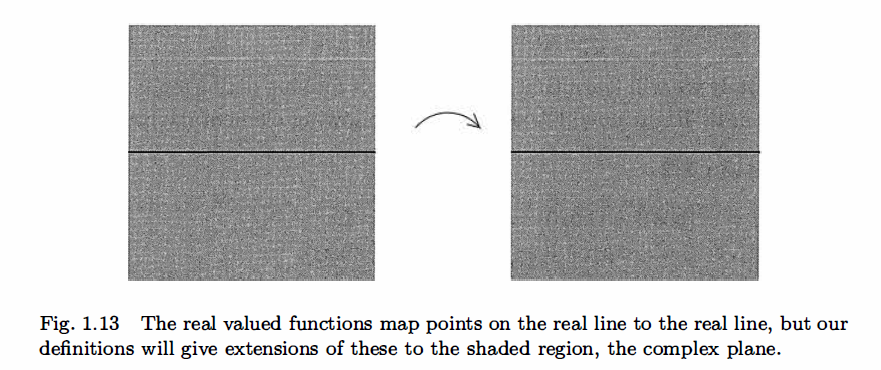 Fig. 1.13 The real valued functions map points on the real line to the real line, but our
definitions will give extensions of these to the shaded region, the complex plane.